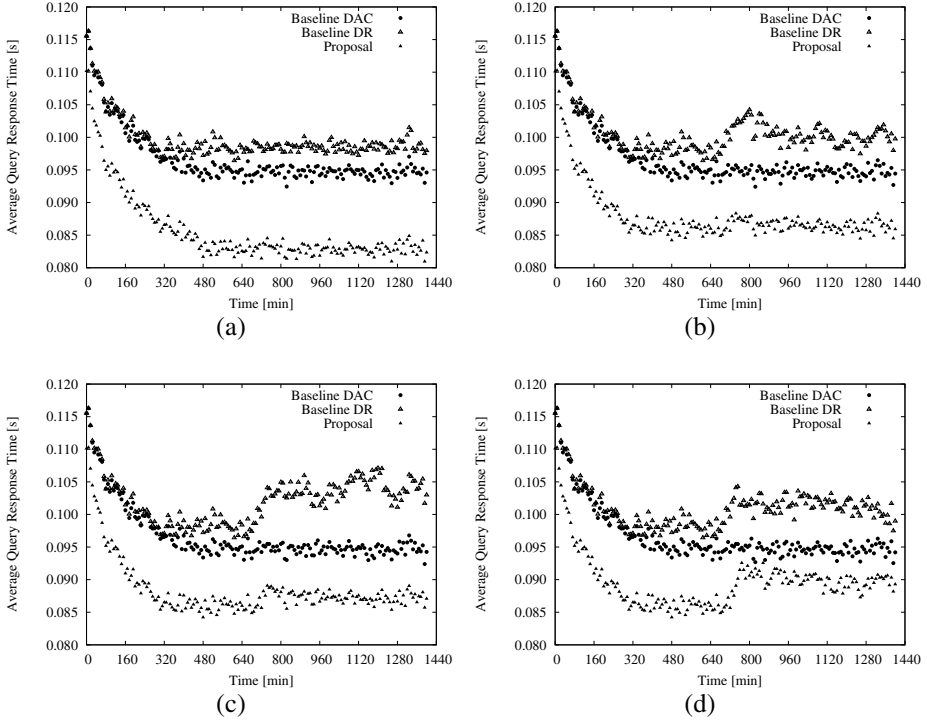 0.120
0.115
0.110
0.105
0.100
0.095
0.090
0.085
0.080
Average Query Response Time [s]
Baseline DAC
Baseline DR
Proposal
0 160 320 480 640 800 960 1120 1280 1440
Time [min]
(a)
0.120
0.115
0.110
0.105
0.100
0.095
0.090
0.085
0.080
Average Query Response Time [s]
Baseline DAC
Baseline DR
Proposal
0 160 320 480 640 800 960 1120 1280 1440
Time [min]
(b)
0.120
0.115
0.110
0.105
0.100
0.095
0.090
0.085
0.080
Average Query Response Time [s]
Baseline DAC
Baseline DR
Proposal
0 160 320 480 640 800 960 1120 1280 1440
Time [min]
(c)
0.120
0.115
0.110
0.105
0.100
0.095
0.090
0.085
0.080
Average Query Response Time [s]
Baseline DAC
Baseline DR
Proposal
0 160 320 480 640 800 960 1120 1280 1440
Time [min]
(d)